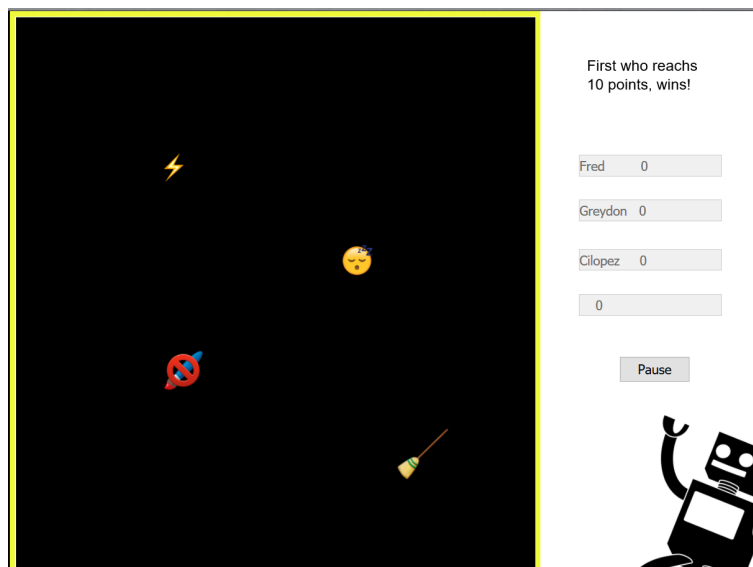 First who reachs
10 points, wins!
Fred 0
Greydon 0
Cilopez 0
0
Pause